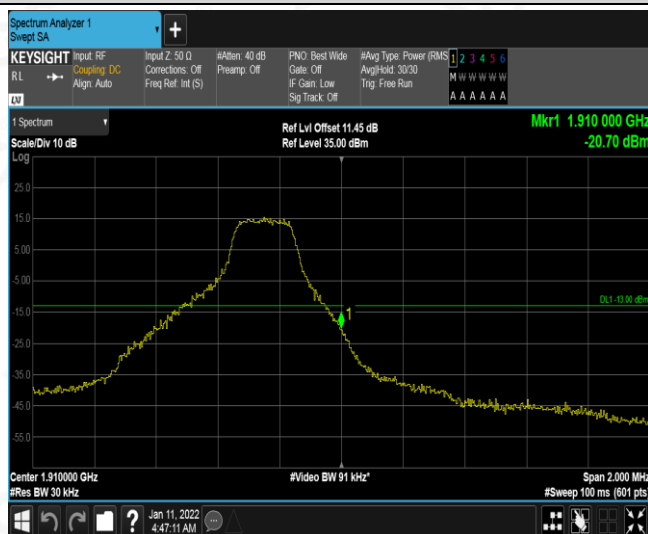 Spectrum Analyzer 1
Swept SA
KEYSIGHT
RL
Input: RF
Coupling: DC
Align: Auto
Input Z: 50 Ω
Corrections: Off
Freq Ref: Int (S)
#Atten: 40 dB
Preamp: Off
PNO: Best Wide
Gate: Off
IF Gain: Low
Sig Track: Off
#Avg Type: Power (RMS
Avg|Hold: 30/30
Trig: Free Run
1 2 3 4 5 6
M W W W W W
A A A A A A
1 Spectrum
Scale/Div 10 dB
Log
Ref Lvl Offset 11.45 dB
Ref Level 35.00 dBm
Mkr1 1.910 000 GHz
-20.70 dBm
25.0
15.0
5.00
-5.00
DL1 -13.00 dBm
1
-15.0
-25.0
-35.0
-45.0
-55.0
Center 1.910000 GHz
#Video BW 91 kHz*
Span 2.000 MHz
#Res BW 30 kHz
#Sweep 100 ms (601 pts)
?
Jan 11, 2022
4:47:11 AM